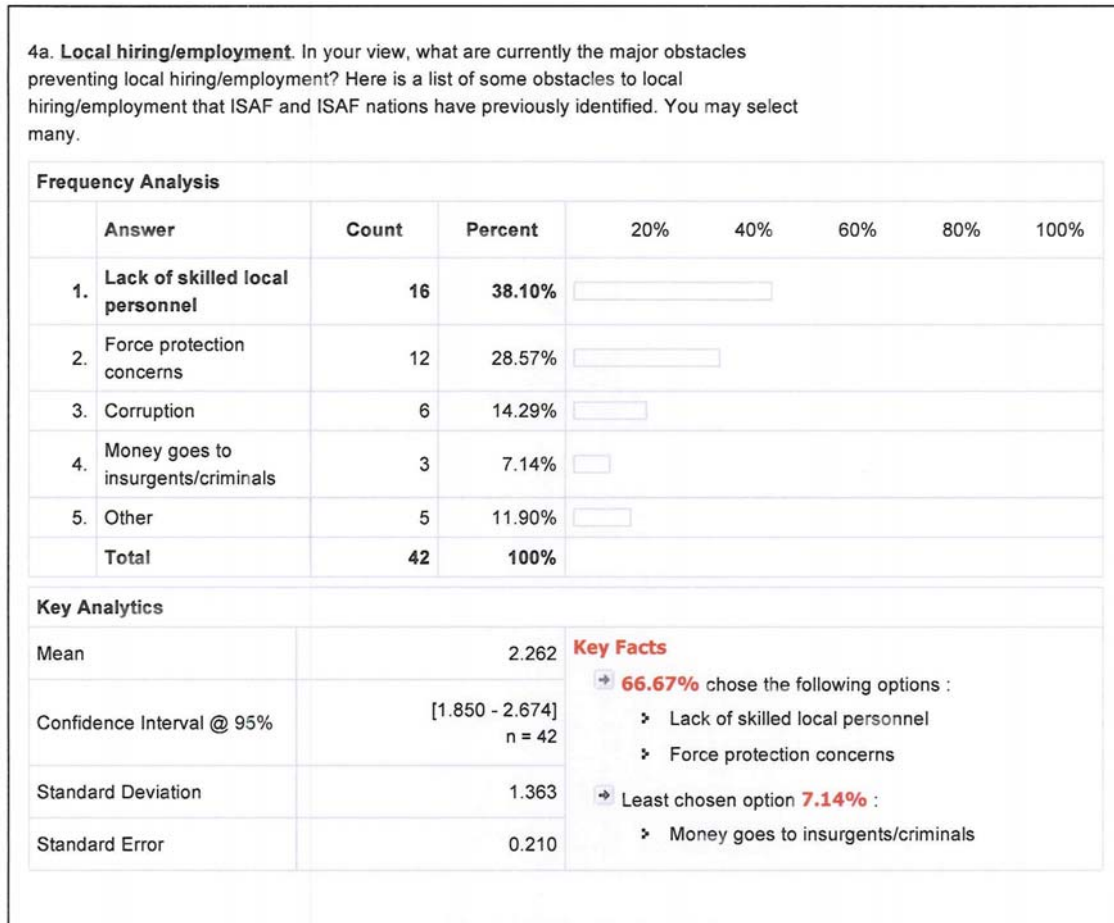 4a. Local hiring/employment. In your view, what are currently the major obstacles
preventing local hiring/employment? Here is a list of some obstacles to local
hiring/employment that ISAF and ISAF nations have previously identified. You may select
many.
Frequency Analysis
Answer Count Percent 20% 40% 60% 80% 100%
1. Lack of skilled local
personnel 16 38.10%
2. Force protection
concerns 12 28.57%
3. Corruption 6 14.29%
4. Money goes to
insurgents/criminals 3 7.14%
5. Other 5 11.90%
Total 42 100%
Key Analytics
Mean 2.262
Confidence Interval @ 95% [1.850 - 2.674]
n = 42
Standard Deviation 1.363
Standard Error 0.210
Key Facts
66.67% chose the following options :
Lack of skilled local personnel
Force protection concerns
Least chosen option 7.14% :
Money goes to insurgents/criminals